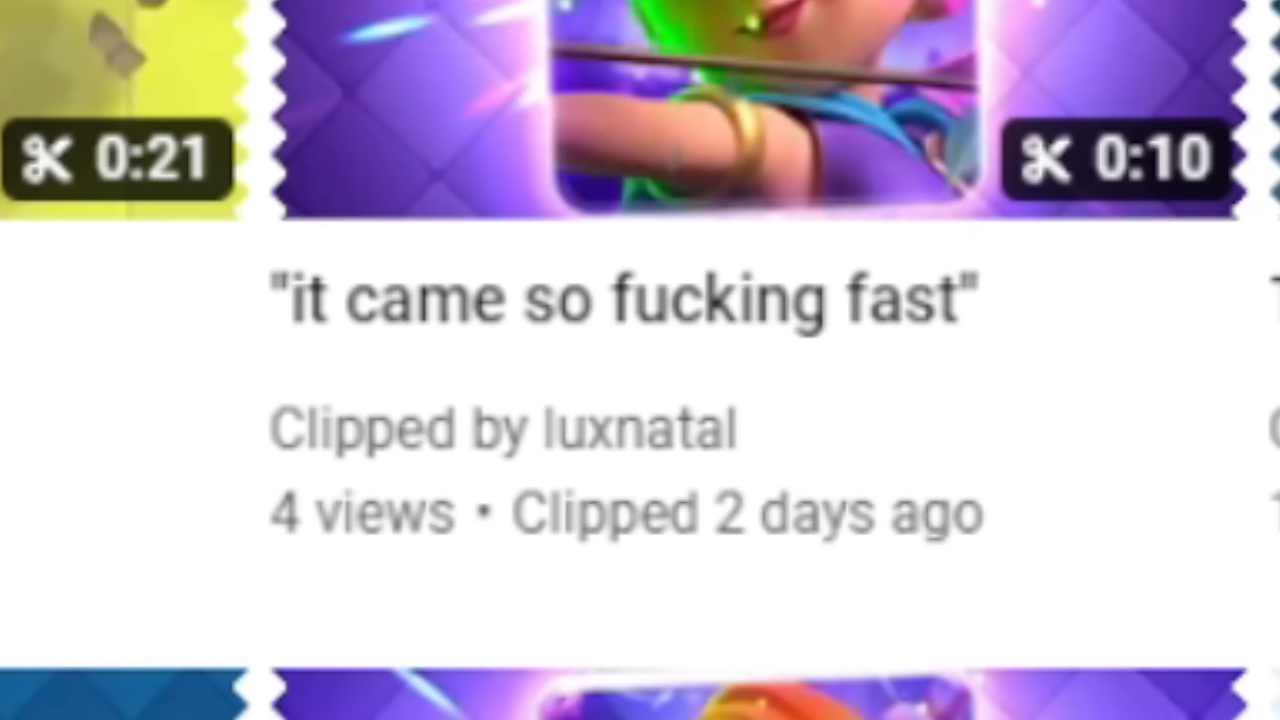 0:21
0:10
"it came so fucking fast"
Clipped by luxnatal
4 views • Clipped 2 days ago